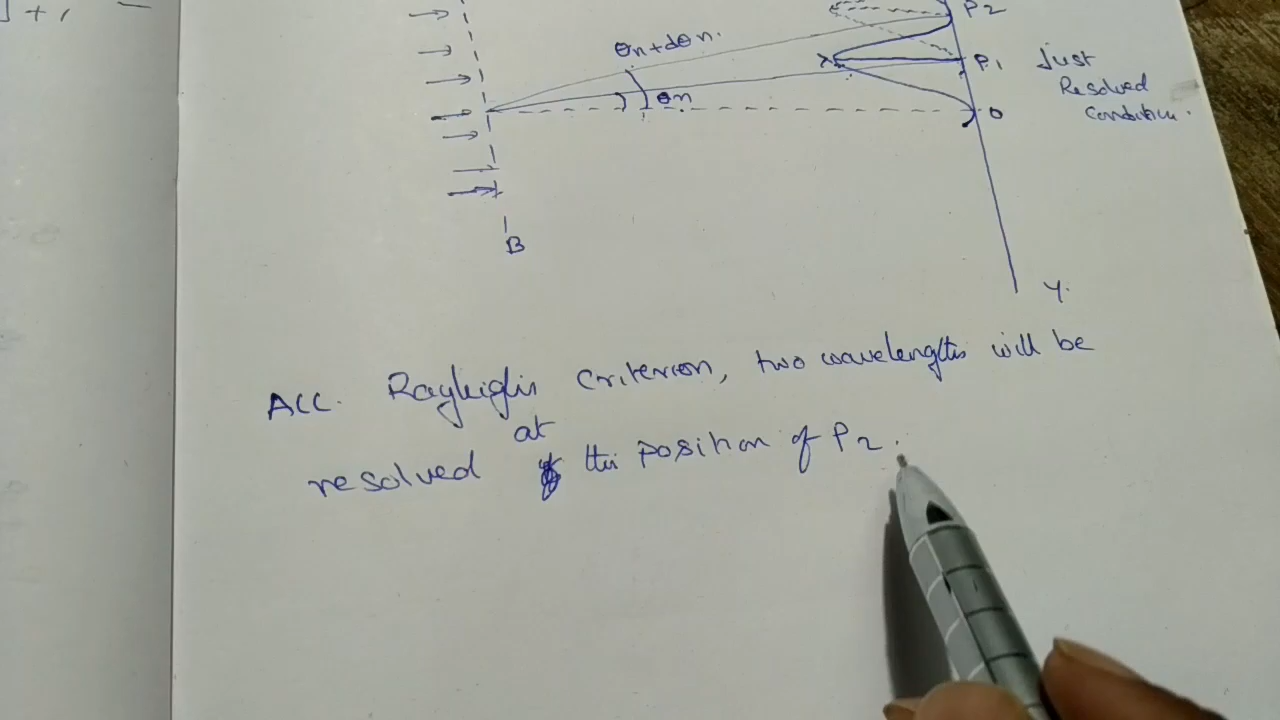 ] + , –
P2
θn+dθn.
λ
P1
Just
Resolved
Condition.
θn
O
B
Y.
ACC. Rayleigh's Criterion, two wavelengths will be
resolved at the position of P2.